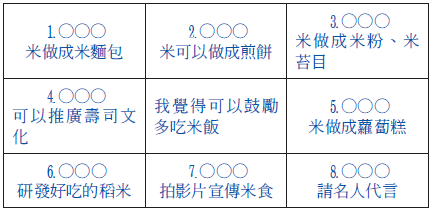 1.○○○
米做成米麵包
2.○○○
米可以做成煎餅
3.○○○
米做成米粉、米
苔目
4.○○○
可以推廣壽司文
化
我覺得可以鼓勵
多吃米飯
5.○○○
米做成蘿蔔糕
6.○○○
研發好吃的稻米
7.○○○
拍影片宣傳米食
8.○○○
請名人代言